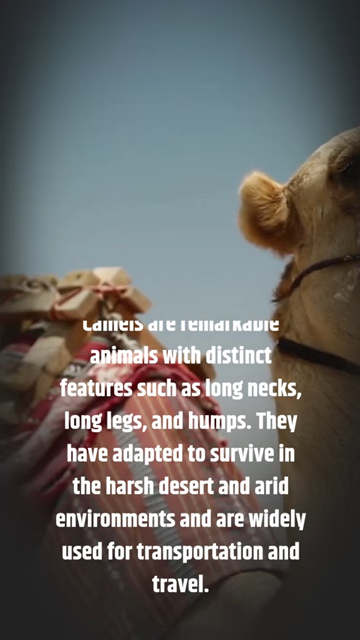 Camels are remarkable
animals with distinct
features such as long necks,
long legs, and humps. They
have adapted to survive in
the harsh desert and arid
environments and are widely
used for transportation and
travel.